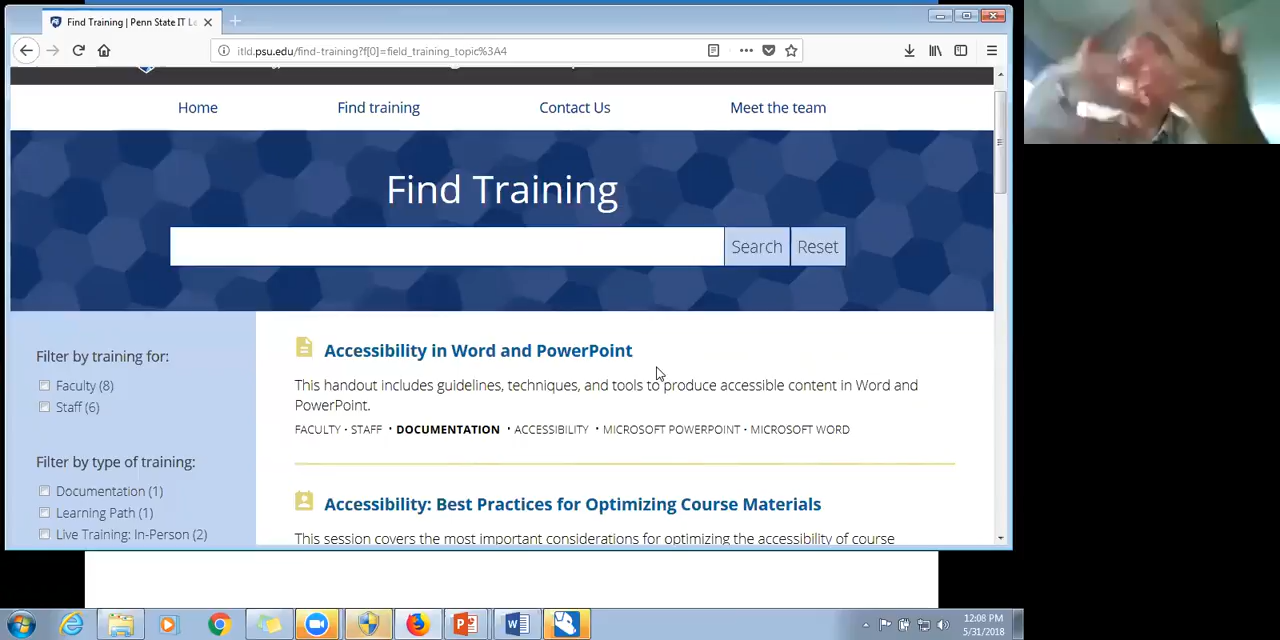 Find Training | Penn State IT Le
itld.psu.edu/find-training?f[0]=field_training_topic%3A4
Home Find training Contact Us Meet the team
Find Training
Search Reset
Filter by training for:
Faculty (8)
Staff (6)
Filter by type of training:
Documentation (1)
Learning Path (1)
Live Training: In-Person (2)
Accessibility in Word and PowerPoint
This handout includes guidelines, techniques, and tools to produce accessible content in Word and
PowerPoint.
FACULTY • STAFF • DOCUMENTATION • ACCESSIBILITY • MICROSOFT POWERPOINT • MICROSOFT WORD
Accessibility: Best Practices for Optimizing Course Materials
This session covers the most important considerations for optimizing the accessibility of course
12:08 PM
5/31/2018